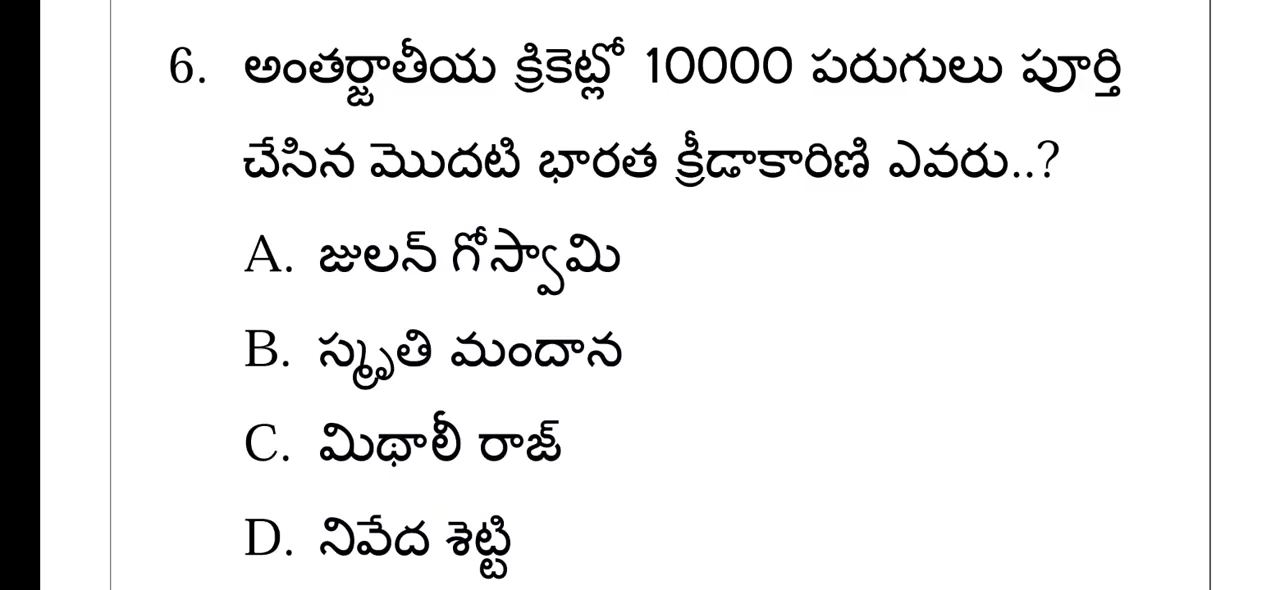 6. అంతర్జాతీయ క్రికెట్లో 10000 పరుగులు పూర్తి
చేసిన మొదటి భారత క్రీడాకారిణి ఎవరు..?
A. జులన్ గోస్వామి
B. స్మృతి మందాన
C. మిథాలీ రాజ్
D. నివేద శెట్టి